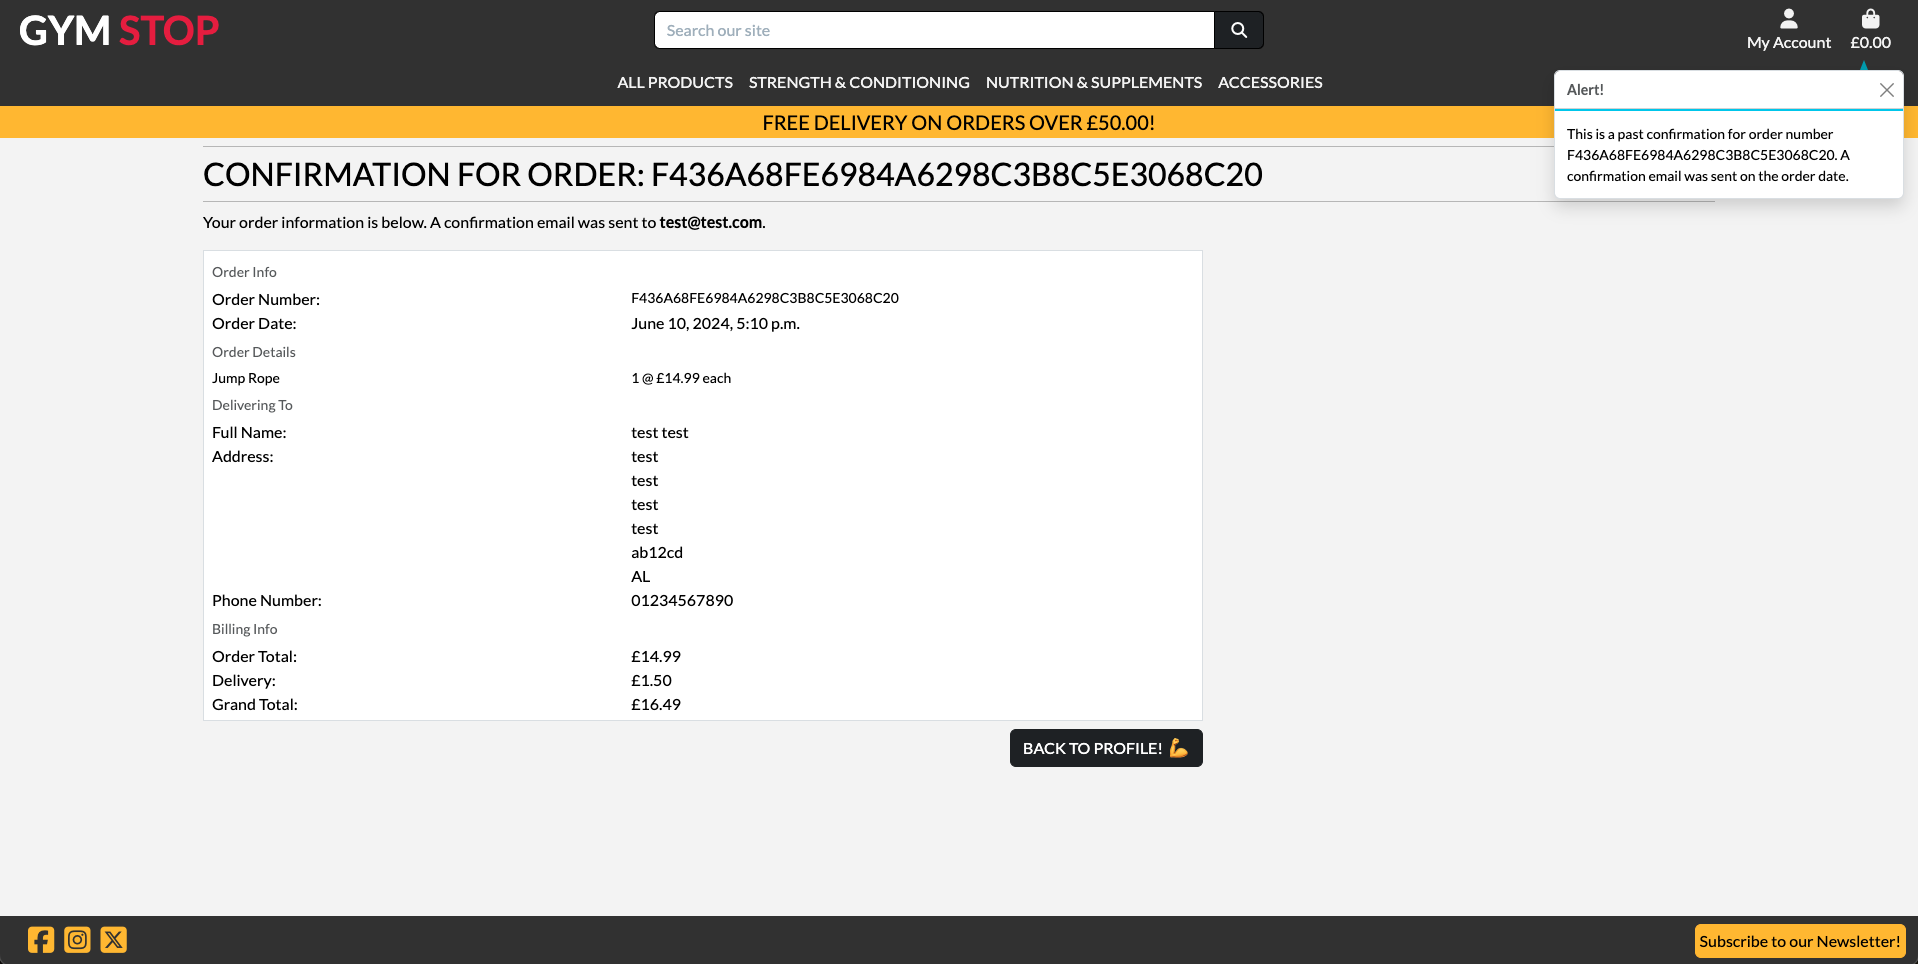 GYM STOP
Search our site
My Account
£0.00
ALL PRODUCTS STRENGTH & CONDITIONING NUTRITION & SUPPLEMENTS ACCESSORIES
FREE DELIVERY ON ORDERS OVER £50.00!
Alert!
This is a past confirmation for order number
F436A68FE6984A6298C3B8C5E3068C20. A
confirmation email was sent on the order date.
CONFIRMATION FOR ORDER: F436A68FE6984A6298C3B8C5E3068C20
Your order information is below. A confirmation email was sent to test@test.com.
Order Info
Order Number: F436A68FE6984A6298C3B8C5E3068C20
Order Date: June 10, 2024, 5:10 p.m.
Order Details
Jump Rope 1 @ £14.99 each
Delivering To
Full Name: test test
Address: test
test
test
test
ab12cd
AL
Phone Number: 01234567890
Billing Info
Order Total: £14.99
Delivery: £1.50
Grand Total: £16.49
BACK TO PROFILE! 💪
Subscribe to our Newsletter!